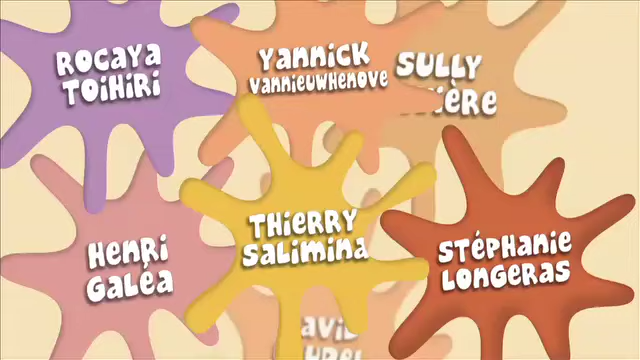 Rocaya
Toihiri
Yannick
Vannieuwhenove
Sully
Henri
Galéa
Thierry
Salimina
Stéphanie
Longeras